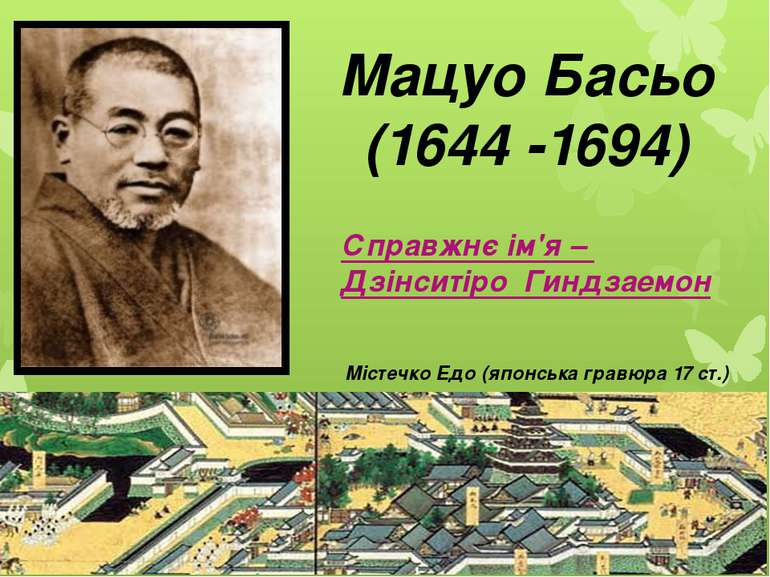 Мацуо Басьо
(1644 -1694)
Справжнє ім'я –
Дзінситіро Гиндзаемон
Містечко Едо (японська гравюра 17 ст.)